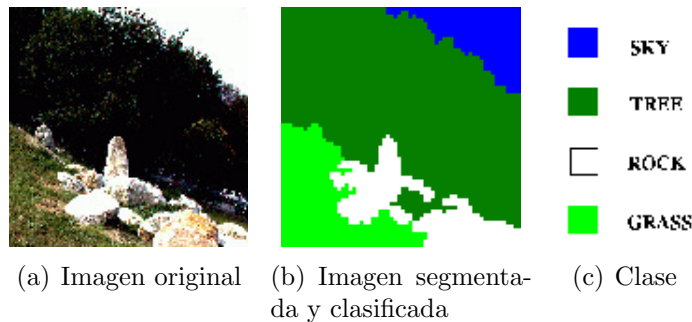 SKY
TREE
ROCK
GRASS
(a) Imagen original
(b) Imagen segmenta-
da y clasificada
(c) Clase